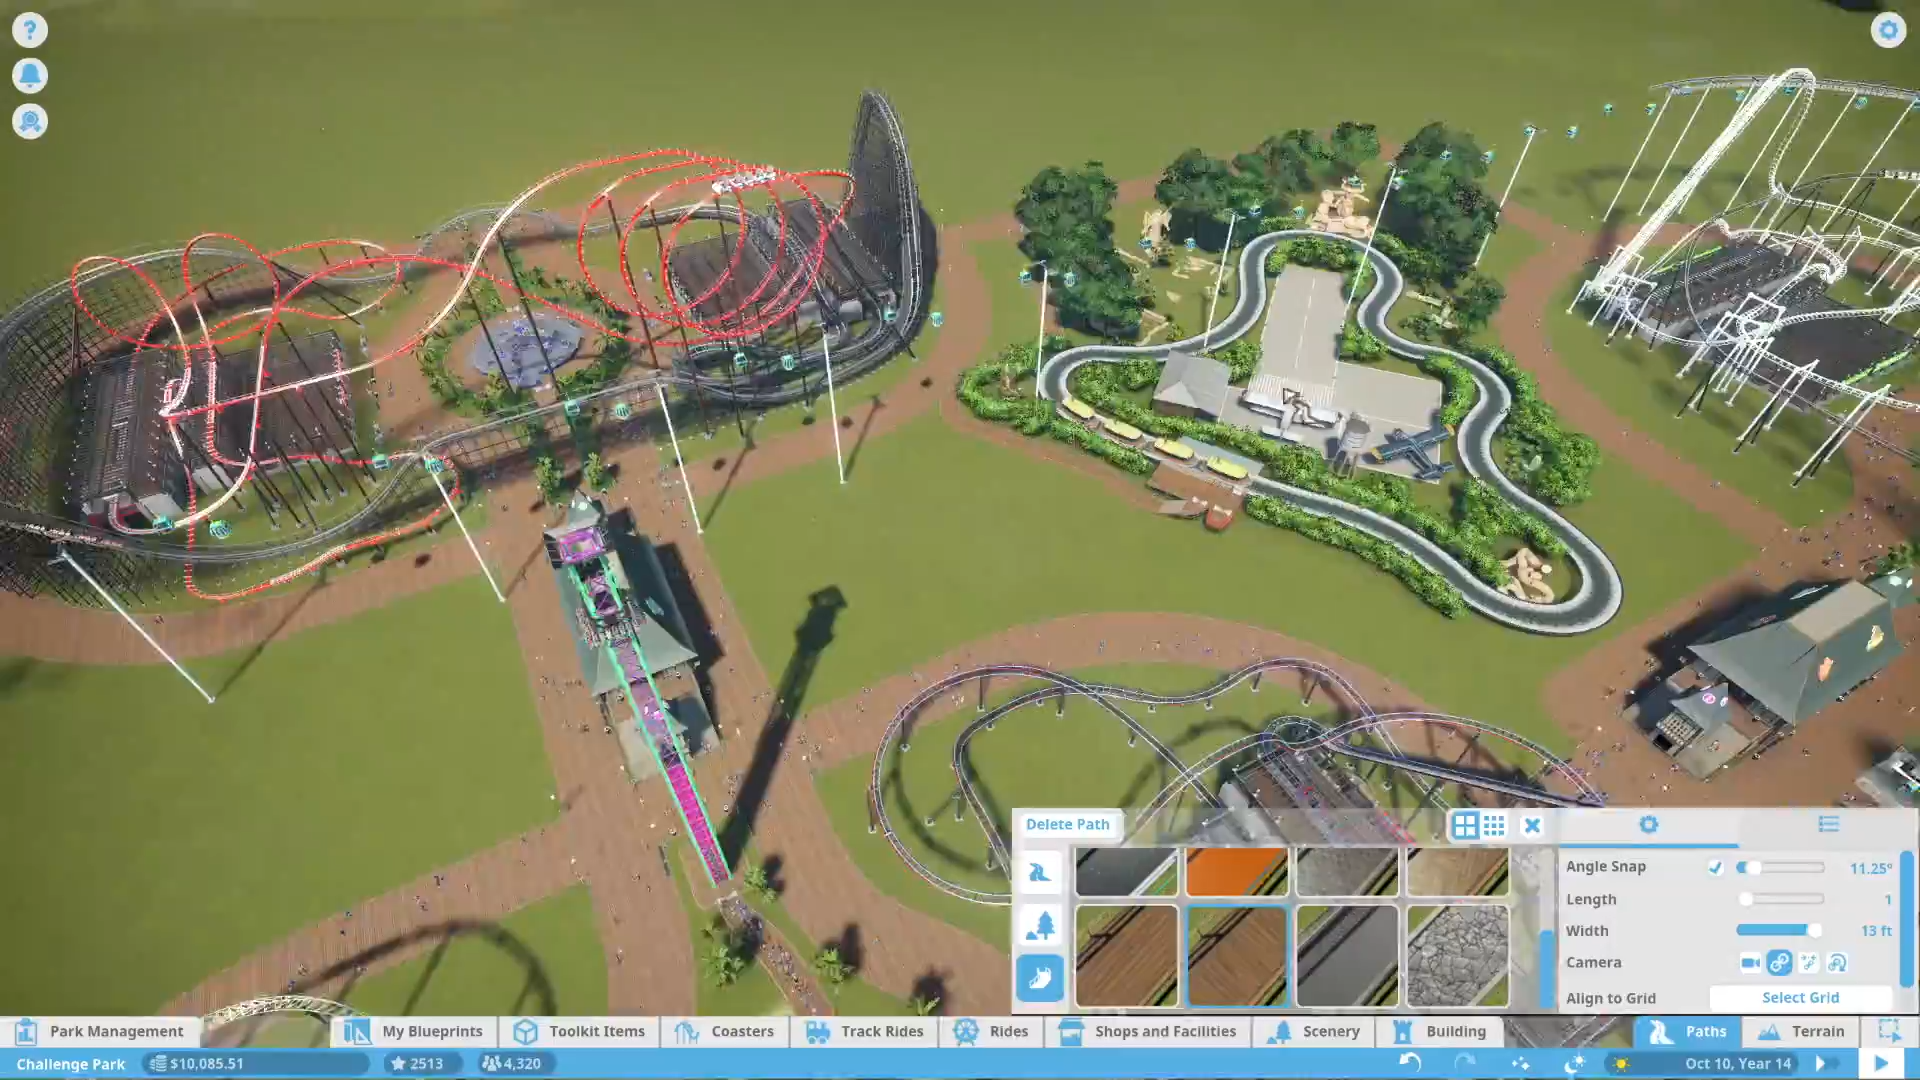 ?
Delete Path
Angle Snap 11.25°
Length 1
Width 13 ft
Camera
Align to Grid Select Grid
Park Management My Blueprints Toolkit Items Coasters Track Rides Rides Shops and Facilities Scenery Building Paths Terrain
Challenge Park $10,085.51 2513 4,320 Oct 10, Year 14